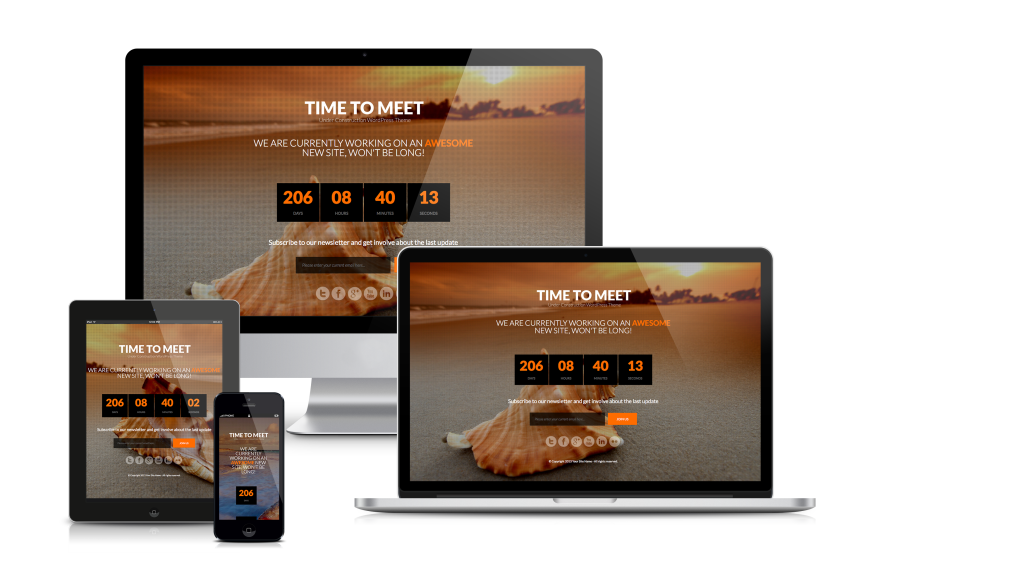 TIME TO MEET
Under Construction WordPress Theme
WE ARE CURRENTLY WORKING ON AN AWESOME
NEW SITE, WON'T BE LONG!
206 08 40 13
DAYS HOURS MINUTES SECONDS
Subscribe to our newsletter and get involve about the last update
Please enter your current email here..
TIME TO MEET
Under Construction WordPress Theme
WE ARE CURRENTLY WORKING ON AN AWESOME
NEW SITE, WON'T BE LONG!
206 08 40 13
DAYS HOURS MINUTES SECONDS
Subscribe to our newsletter and get involve about the last update
Please enter your current email here..
© Copyright 2013 Your Site Name - All rights reserved.
TIME TO MEET
WE ARE CURRENTLY WORKING ON AN AWESOME
NEW SITE, WON'T BE LONG!
206 08 40 02
DAYS HOURS MINUTES SECONDS
Subscribe to our newsletter and get involve about the last update
TIME TO MEET
WE ARE
CURRENTLY
WORKING ON AN
AWESOME NEW
SITE, WON'T BE
LONG!
206